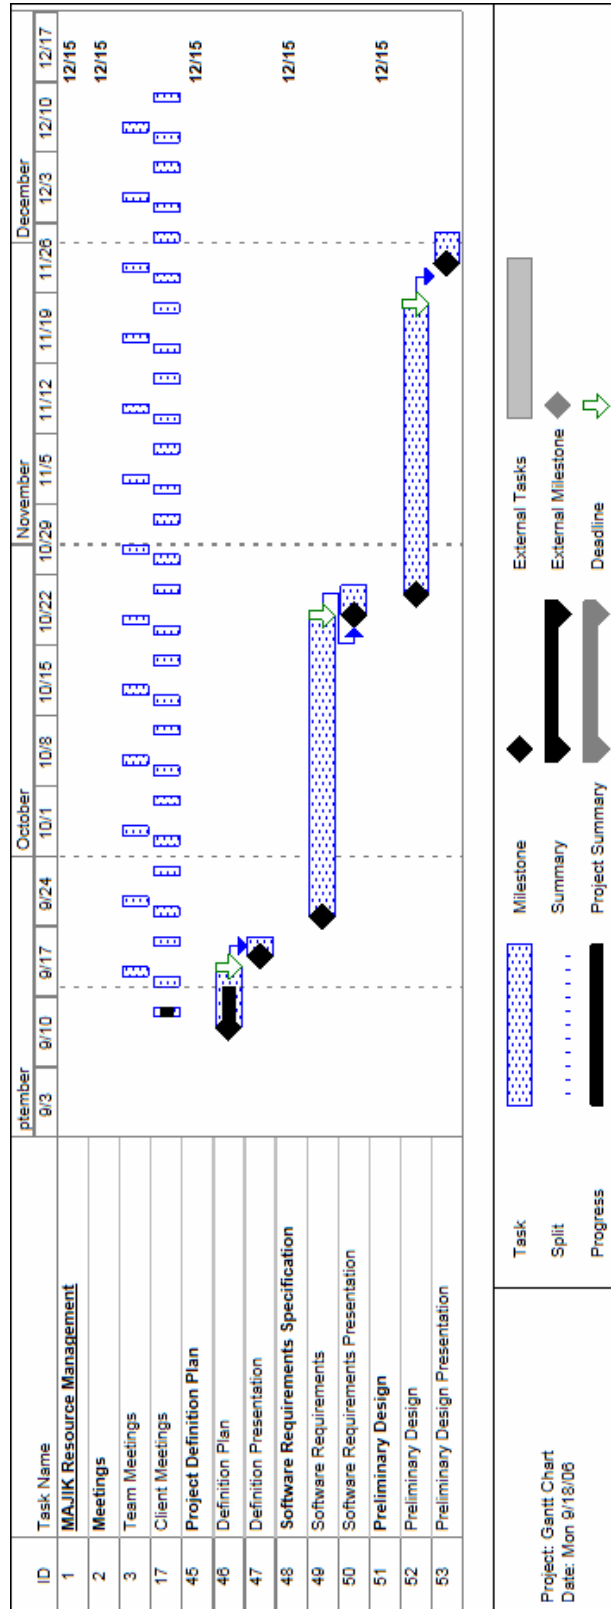 ID Task Name ptember October November December
9/3 9/10 9/17 9/24 10/1 10/8 10/15 10/22 10/29 11/5 11/12 11/19 11/26 12/3 12/10 12/17
1 MAJIK Resource Management 12/15
2 Meetings 12/15
3 Team Meetings
17 Client Meetings
45 Project Definition Plan 12/15
46 Definition Plan
47 Definition Presentation
48 Software Requirements Specification 12/15
49 Software Requirements
50 Software Requirements Presentation
51 Preliminary Design 12/15
52 Preliminary Design
53 Preliminary Design Presentation
Project: Gantt Chart
Date: Mon 9/18/06
Task Milestone External Tasks
Split Summary External Milestone
Progress Project Summary Deadline